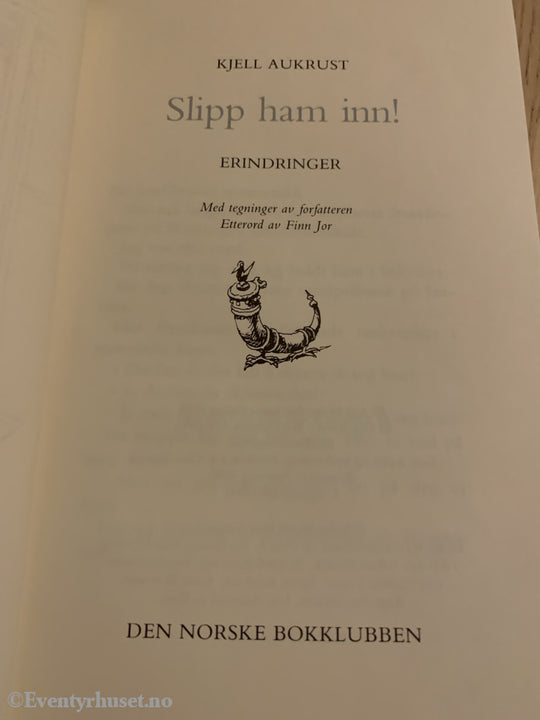 KJELL AUKRUST
Slipp ham inn!
ERINDRINGER
Med tegninger av forfatteren
Etterord av Finn Jor
DEN NORSKE BOKKLUBBEN
©Eventyrhuset.no